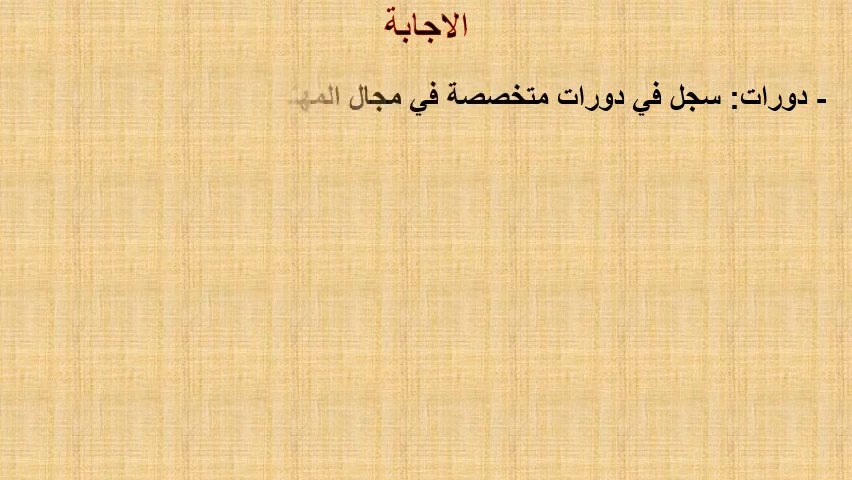 الاجابة
- دورات: سجل في دورات متخصصة في مجال